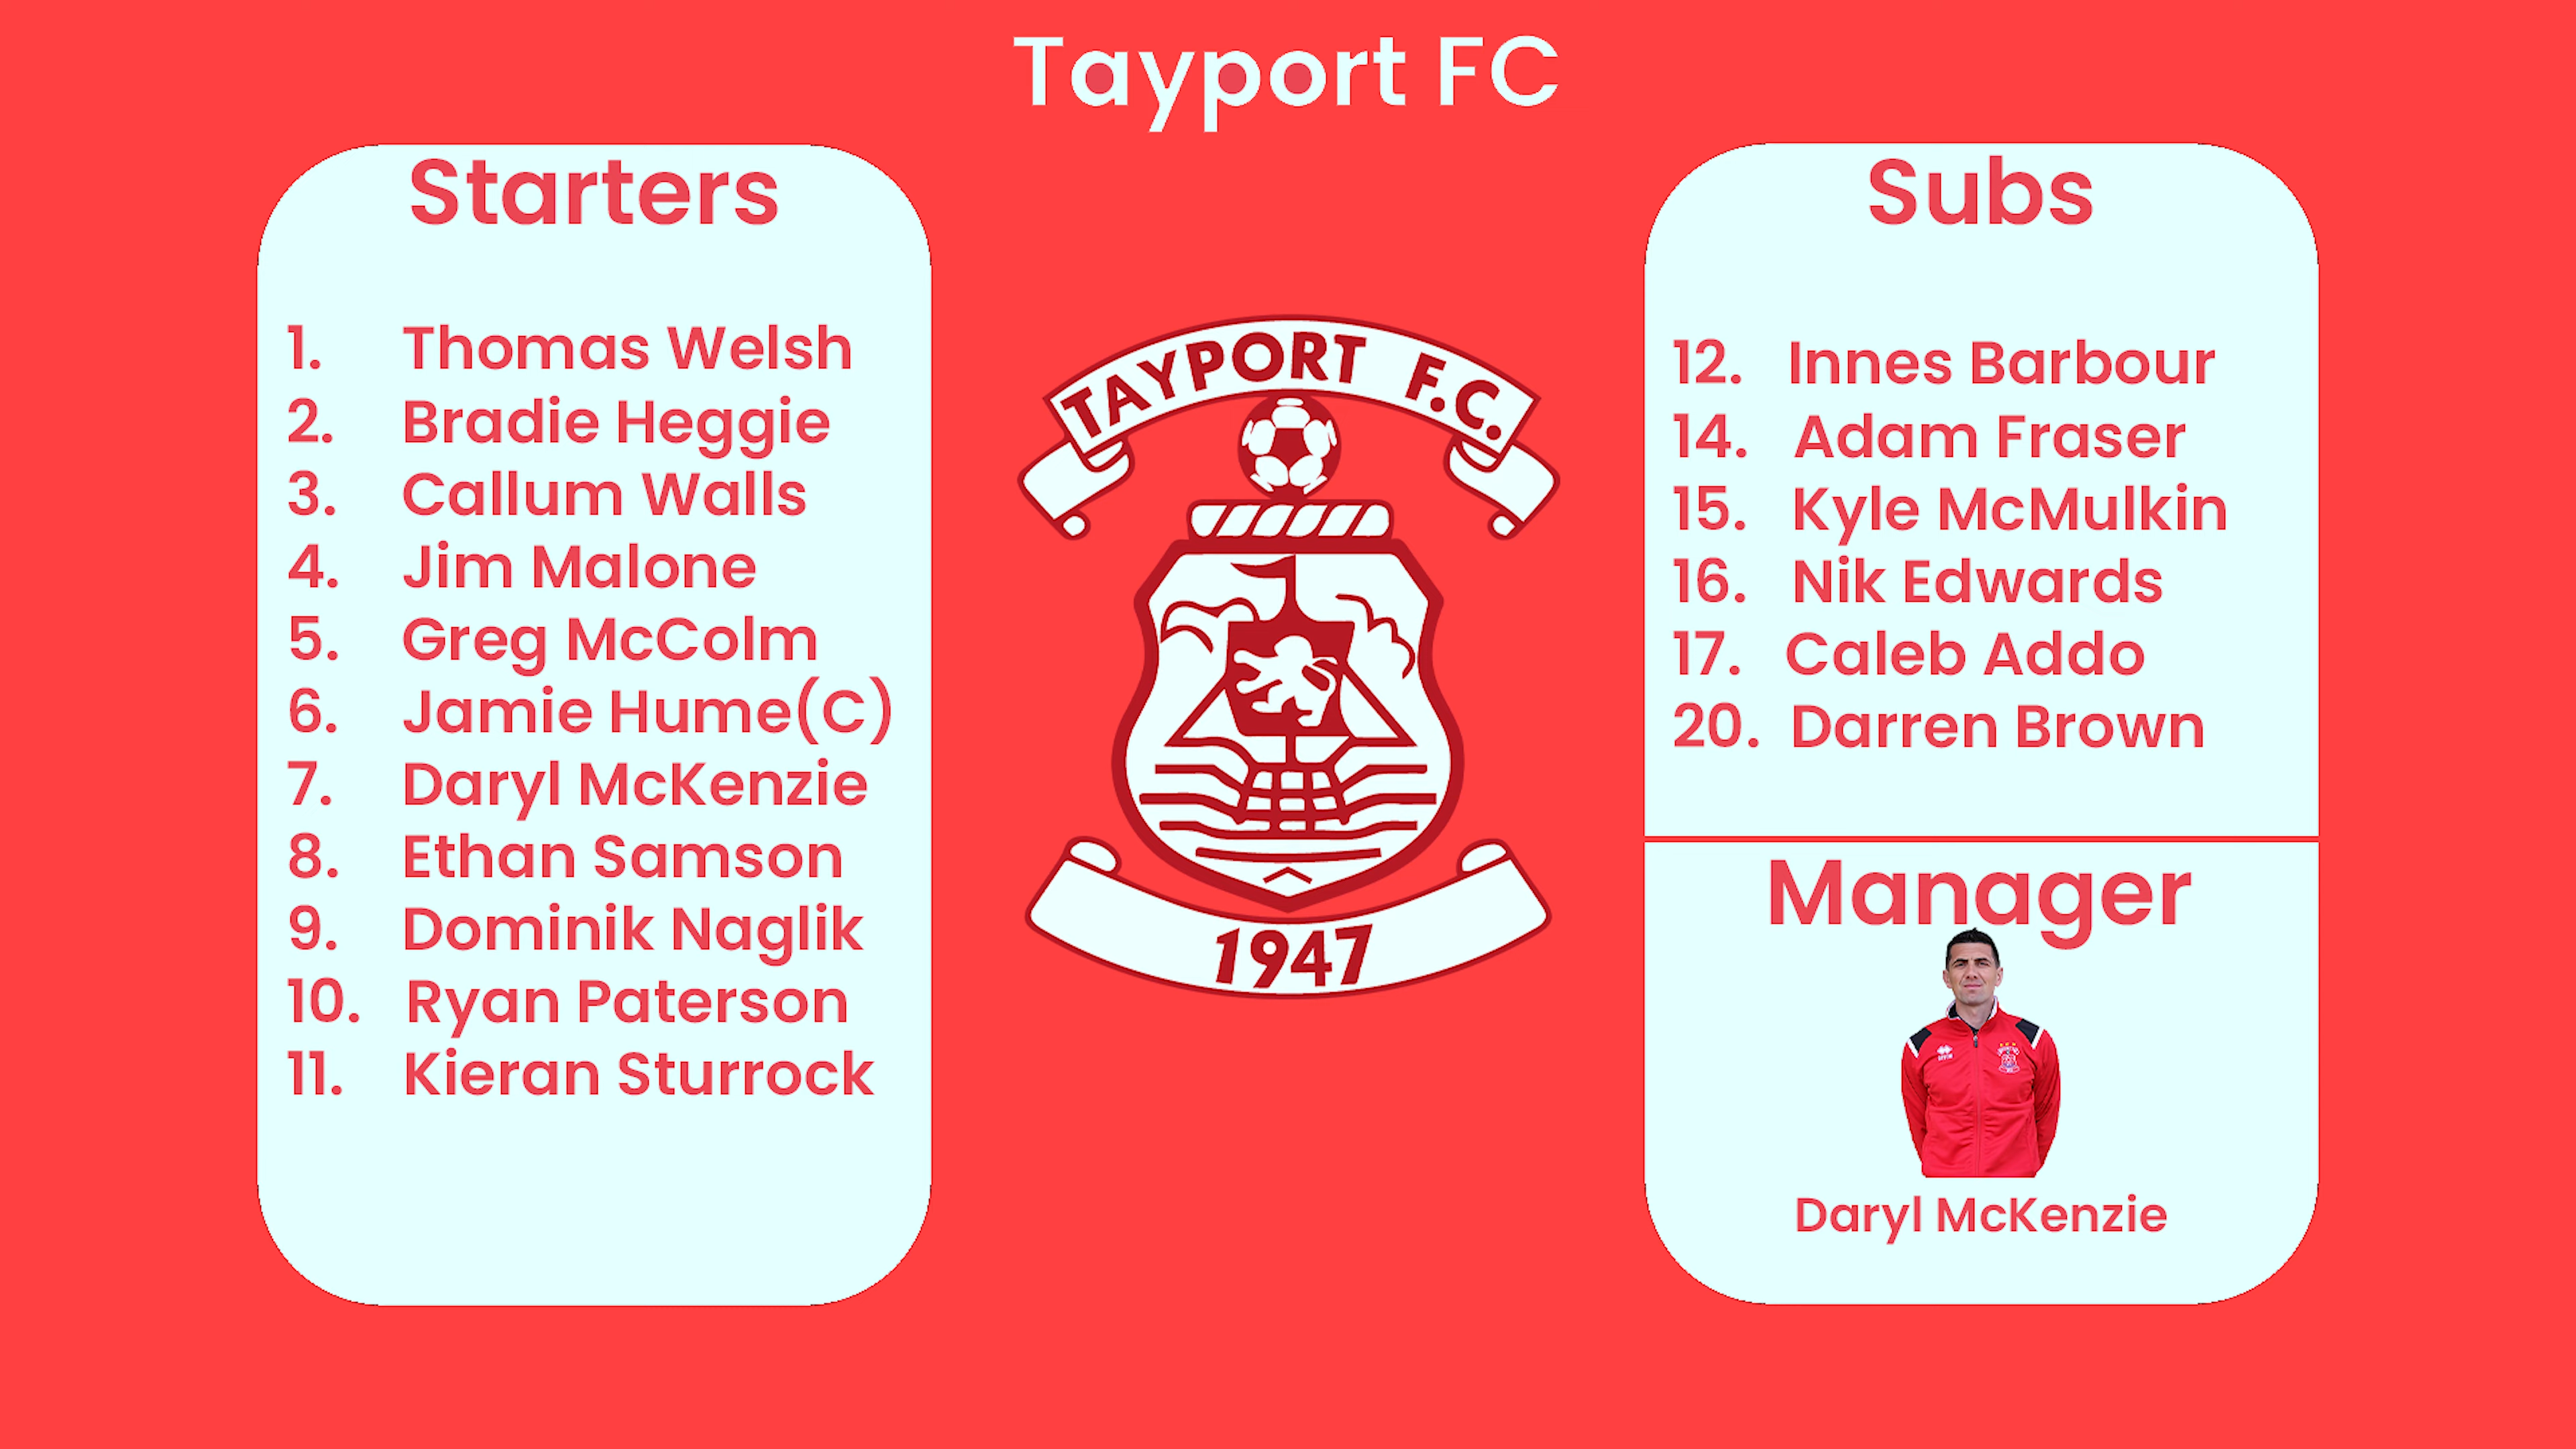 Tayport FC
Starters
1. Thomas Welsh
2. Bradie Heggie
3. Callum Walls
4. Jim Malone
5. Greg McColm
6. Jamie Hume(C)
7. Daryl McKenzie
8. Ethan Samson
9. Dominik Naglik
10. Ryan Paterson
11. Kieran Sturrock
TAYPORT F.C.
1947
Subs
12. Innes Barbour
14. Adam Fraser
15. Kyle McMulkin
16. Nik Edwards
17. Caleb Addo
20. Darren Brown
Manager
Daryl McKenzie